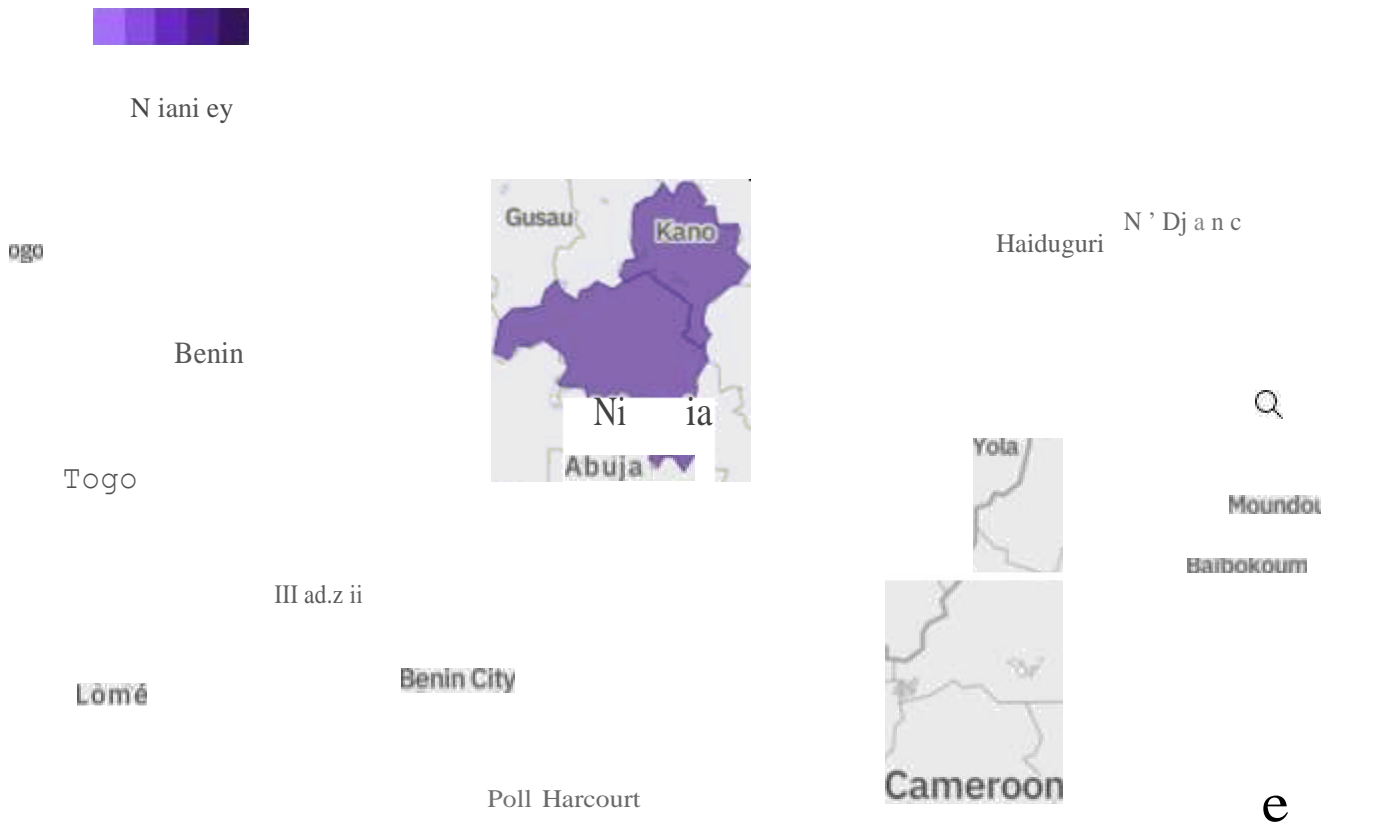 N iani ey
Gusau
Kano
N ’ Dj a n c
Haiduguri
ogo
Benin
Ni ia
Yola
Abuja
Togo
Moundou
Baibokoum
III ad.z ii
Benin City
Lomé
Cameroon
Poll Harcourt
e